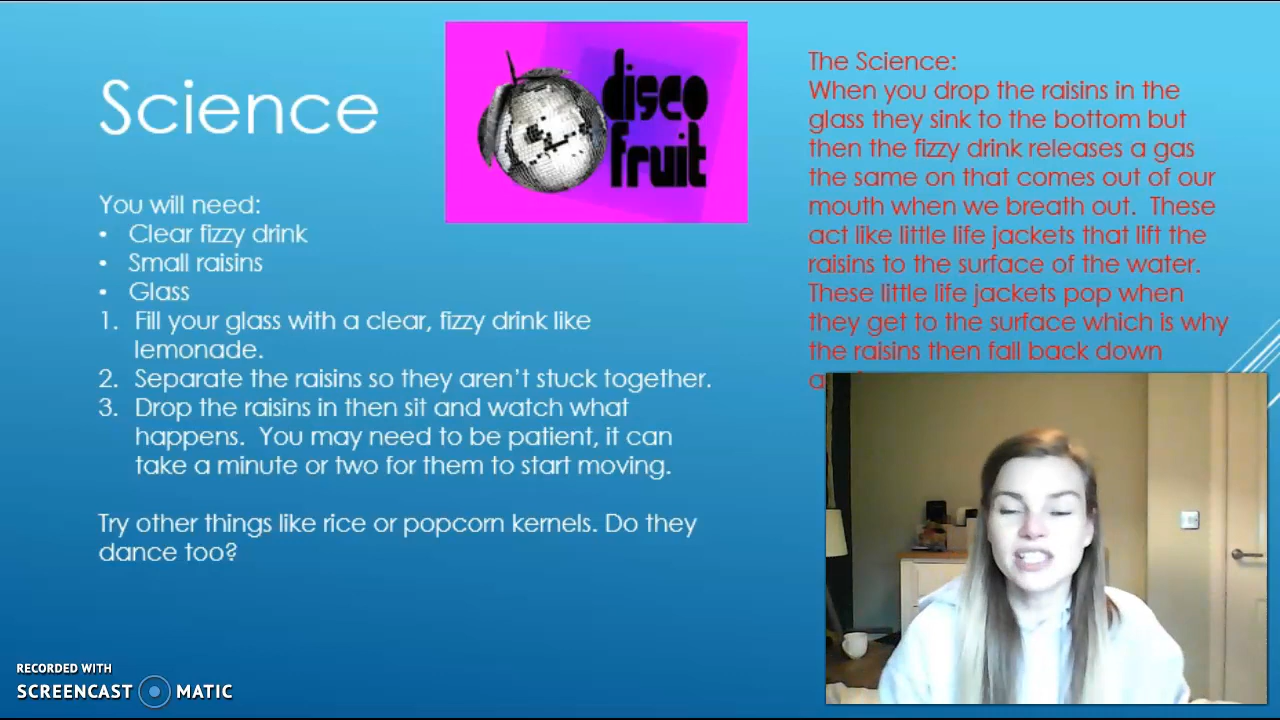 Science
disco
fruit
You will need:
• Clear fizzy drink
• Small raisins
• Glass
1. Fill your glass with a clear, fizzy drink like
lemonade.
2. Separate the raisins so they aren't stuck together.
3. Drop the raisins in then sit and watch what
happens.  You may need to be patient, it can
take a minute or two for them to start moving.
Try other things like rice or popcorn kernels. Do they
dance too?
The Science:
When you drop the raisins in the
glass they sink to the bottom but
then the fizzy drink releases a gas
the same on that comes out of our
mouth when we breath out.  These
act like little life jackets that lift the
raisins to the surface of the water.
These little life jackets pop when
they get to the surface which is why
the raisins then fall back down
RECORDED WITH
SCREENCAST MATIC